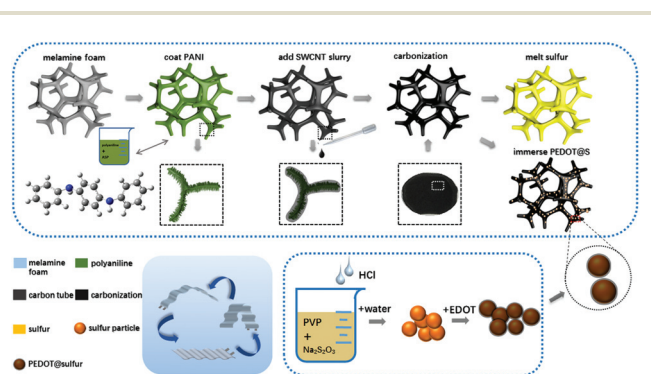 melamine foam
coat PANI
add SWCNT slurry
carbonization
melt sulfur
polyaniline
+
immerse PEDOT@S
melamine
foam
polyaniline
carbon tube
carbonization
sulfur
sulfur particle
PEDOT@sulfur
HCl
PVP
+
Na₂S₂O₃
+water
+EDOT